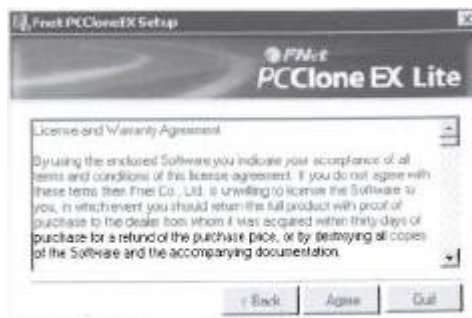 Fnet PCCloneEX Setup
FNet
PCClone EX Lite
License and Warranty Agreement
By using the enclosed Software you indicate your acceptance of all
terms and conditions of this license agreement. If you do not agree with
these terms then Fnet Co., Ltd. is unwilling to license the Software to
you, in which event you should return the full product with proof of
purchase to the dealer from whom it was acquired within thirty days of
purchase for a refund of the purchase price, or by destroying all copies
of the Software and the accompanying documentation.
< Back
Agree
Quit